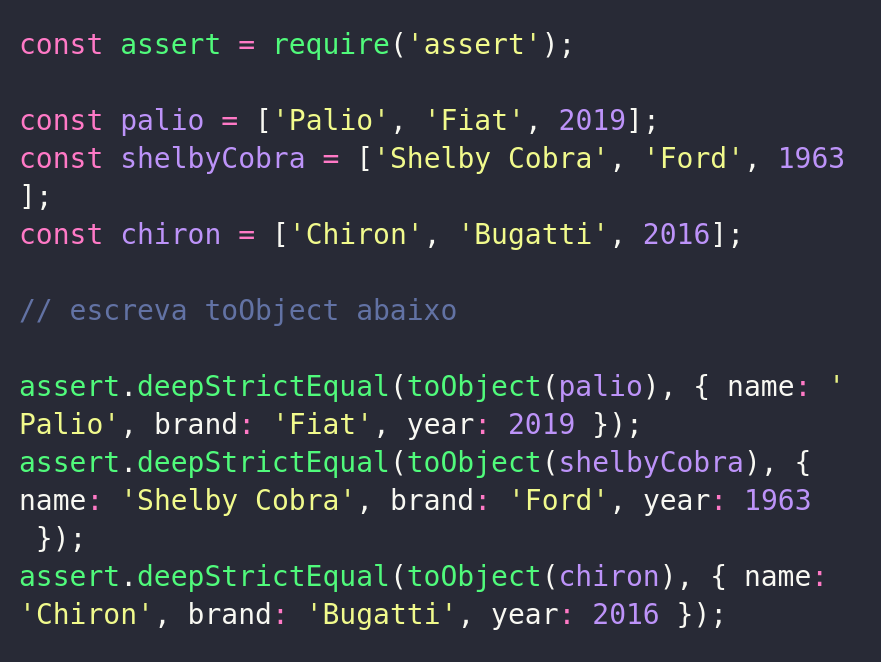 const assert = require('assert');
const palio = ['Palio', 'Fiat', 2019];
const shelbyCobra = ['Shelby Cobra', 'Ford', 1963
];
const chiron = ['Chiron', 'Bugatti', 2016];
// escreva toObject abaixo
assert.deepStrictEqual(toObject(palio), { name: '
Palio', brand: 'Fiat', year: 2019 });
assert.deepStrictEqual(toObject(shelbyCobra), {
name: 'Shelby Cobra', brand: 'Ford', year: 1963
 });
assert.deepStrictEqual(toObject(chiron), { name:
'Chiron', brand: 'Bugatti', year: 2016 });